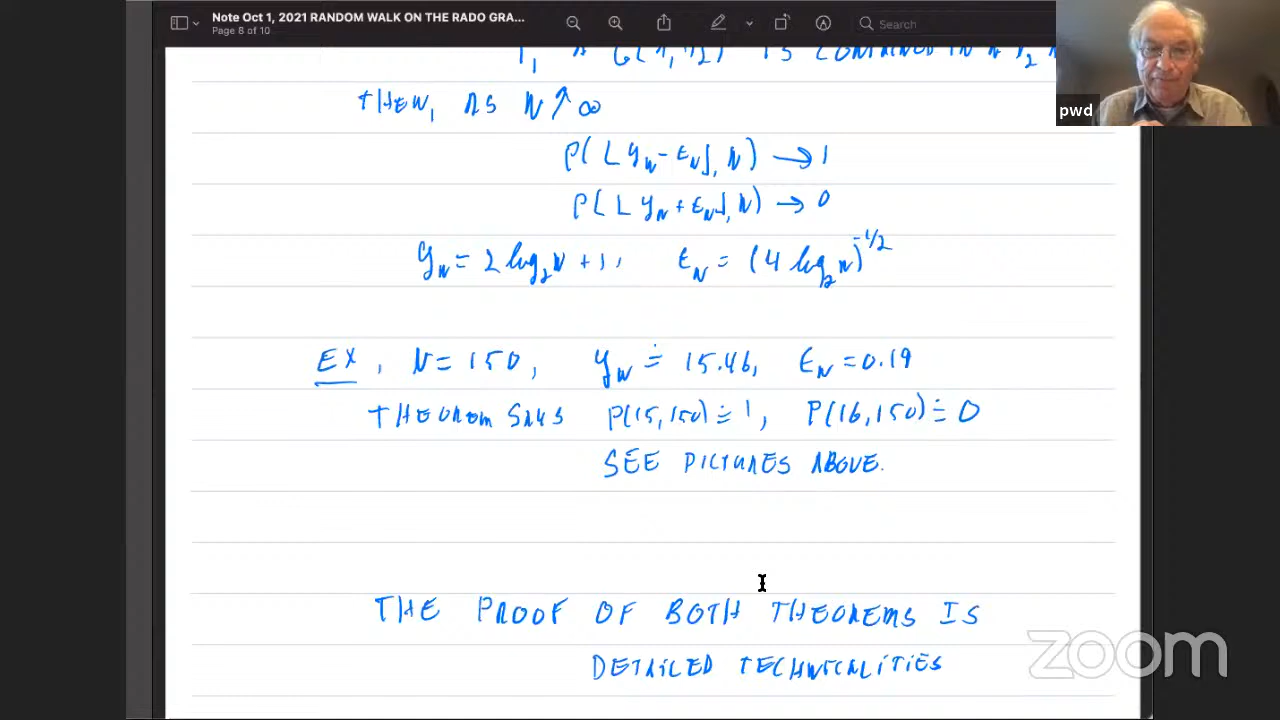 Note Oct 1, 2021 RANDOM WALK ON THE RADO GRA...
Page 8 of 10
Search
pwd
IS CONTAINED IN
THEN, AS N ↑ ∞
P(⌊y_N - ε_N⌋, N) → 1
P(⌊y_N + ε_N⌋, N) → 0
y_N = 2 log_2 N + 1, ε_N = (4 log_2 N)^{-1/2}
EX, N = 150, y_N ≐ 15.46, ε_N = 0.19
THEOREM SAYS P(15,150) ≐ 1, P(16,150) ≐ 0
SEE PICTURES ABOVE.
THE PROOF OF BOTH THEOREMS IS
DETAILED TECHNICALITIES
zoom